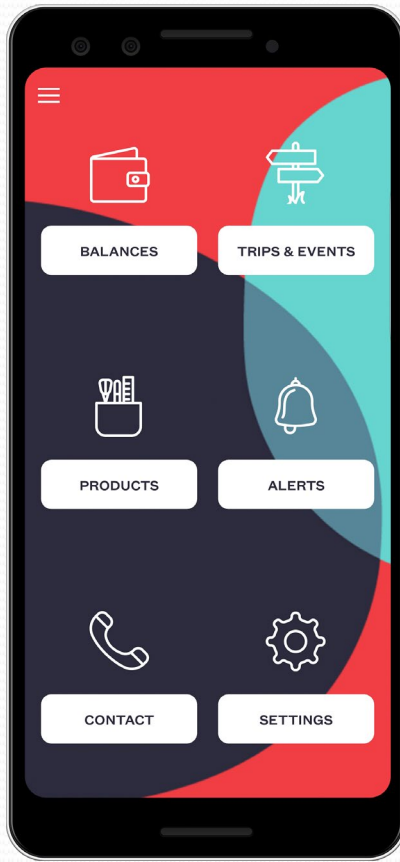 BALANCES
TRIPS & EVENTS
PRODUCTS
ALERTS
CONTACT
SETTINGS